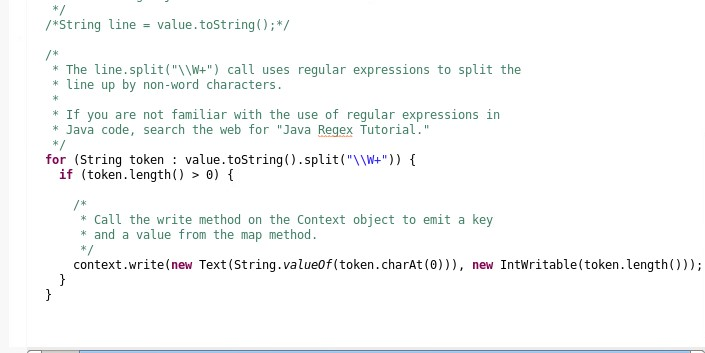 */
/*String line = value.toString();*/
/*
* The line.split("\\W+") call uses regular expressions to split the
* line up by non-word characters.
*
* If you are not familiar with the use of regular expressions in
* Java code, search the web for "Java Regex Tutorial."
*/
for (String token : value.toString().split("\\W+")) {
if (token.length() > 0) {
/*
* Call the write method on the Context object to emit a key
* and a value from the map method.
*/
context.write(new Text(String.valueOf(token.charAt(0))), new IntWritable(token.length()));
}
}